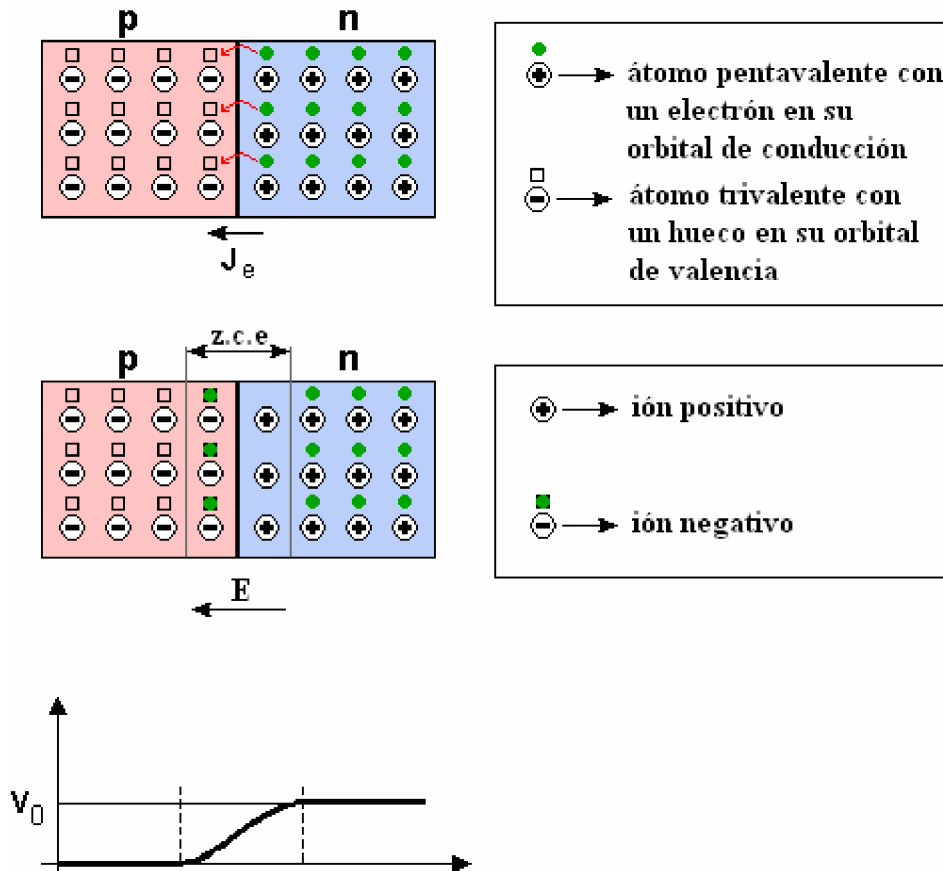 p n
átomo pentavalente con
un electrón en su
orbital de conducción
átomo trivalente con
un hueco en su orbital
de valencia
Je
z.c.e
p n
ión positivo
ión negativo
E
V0